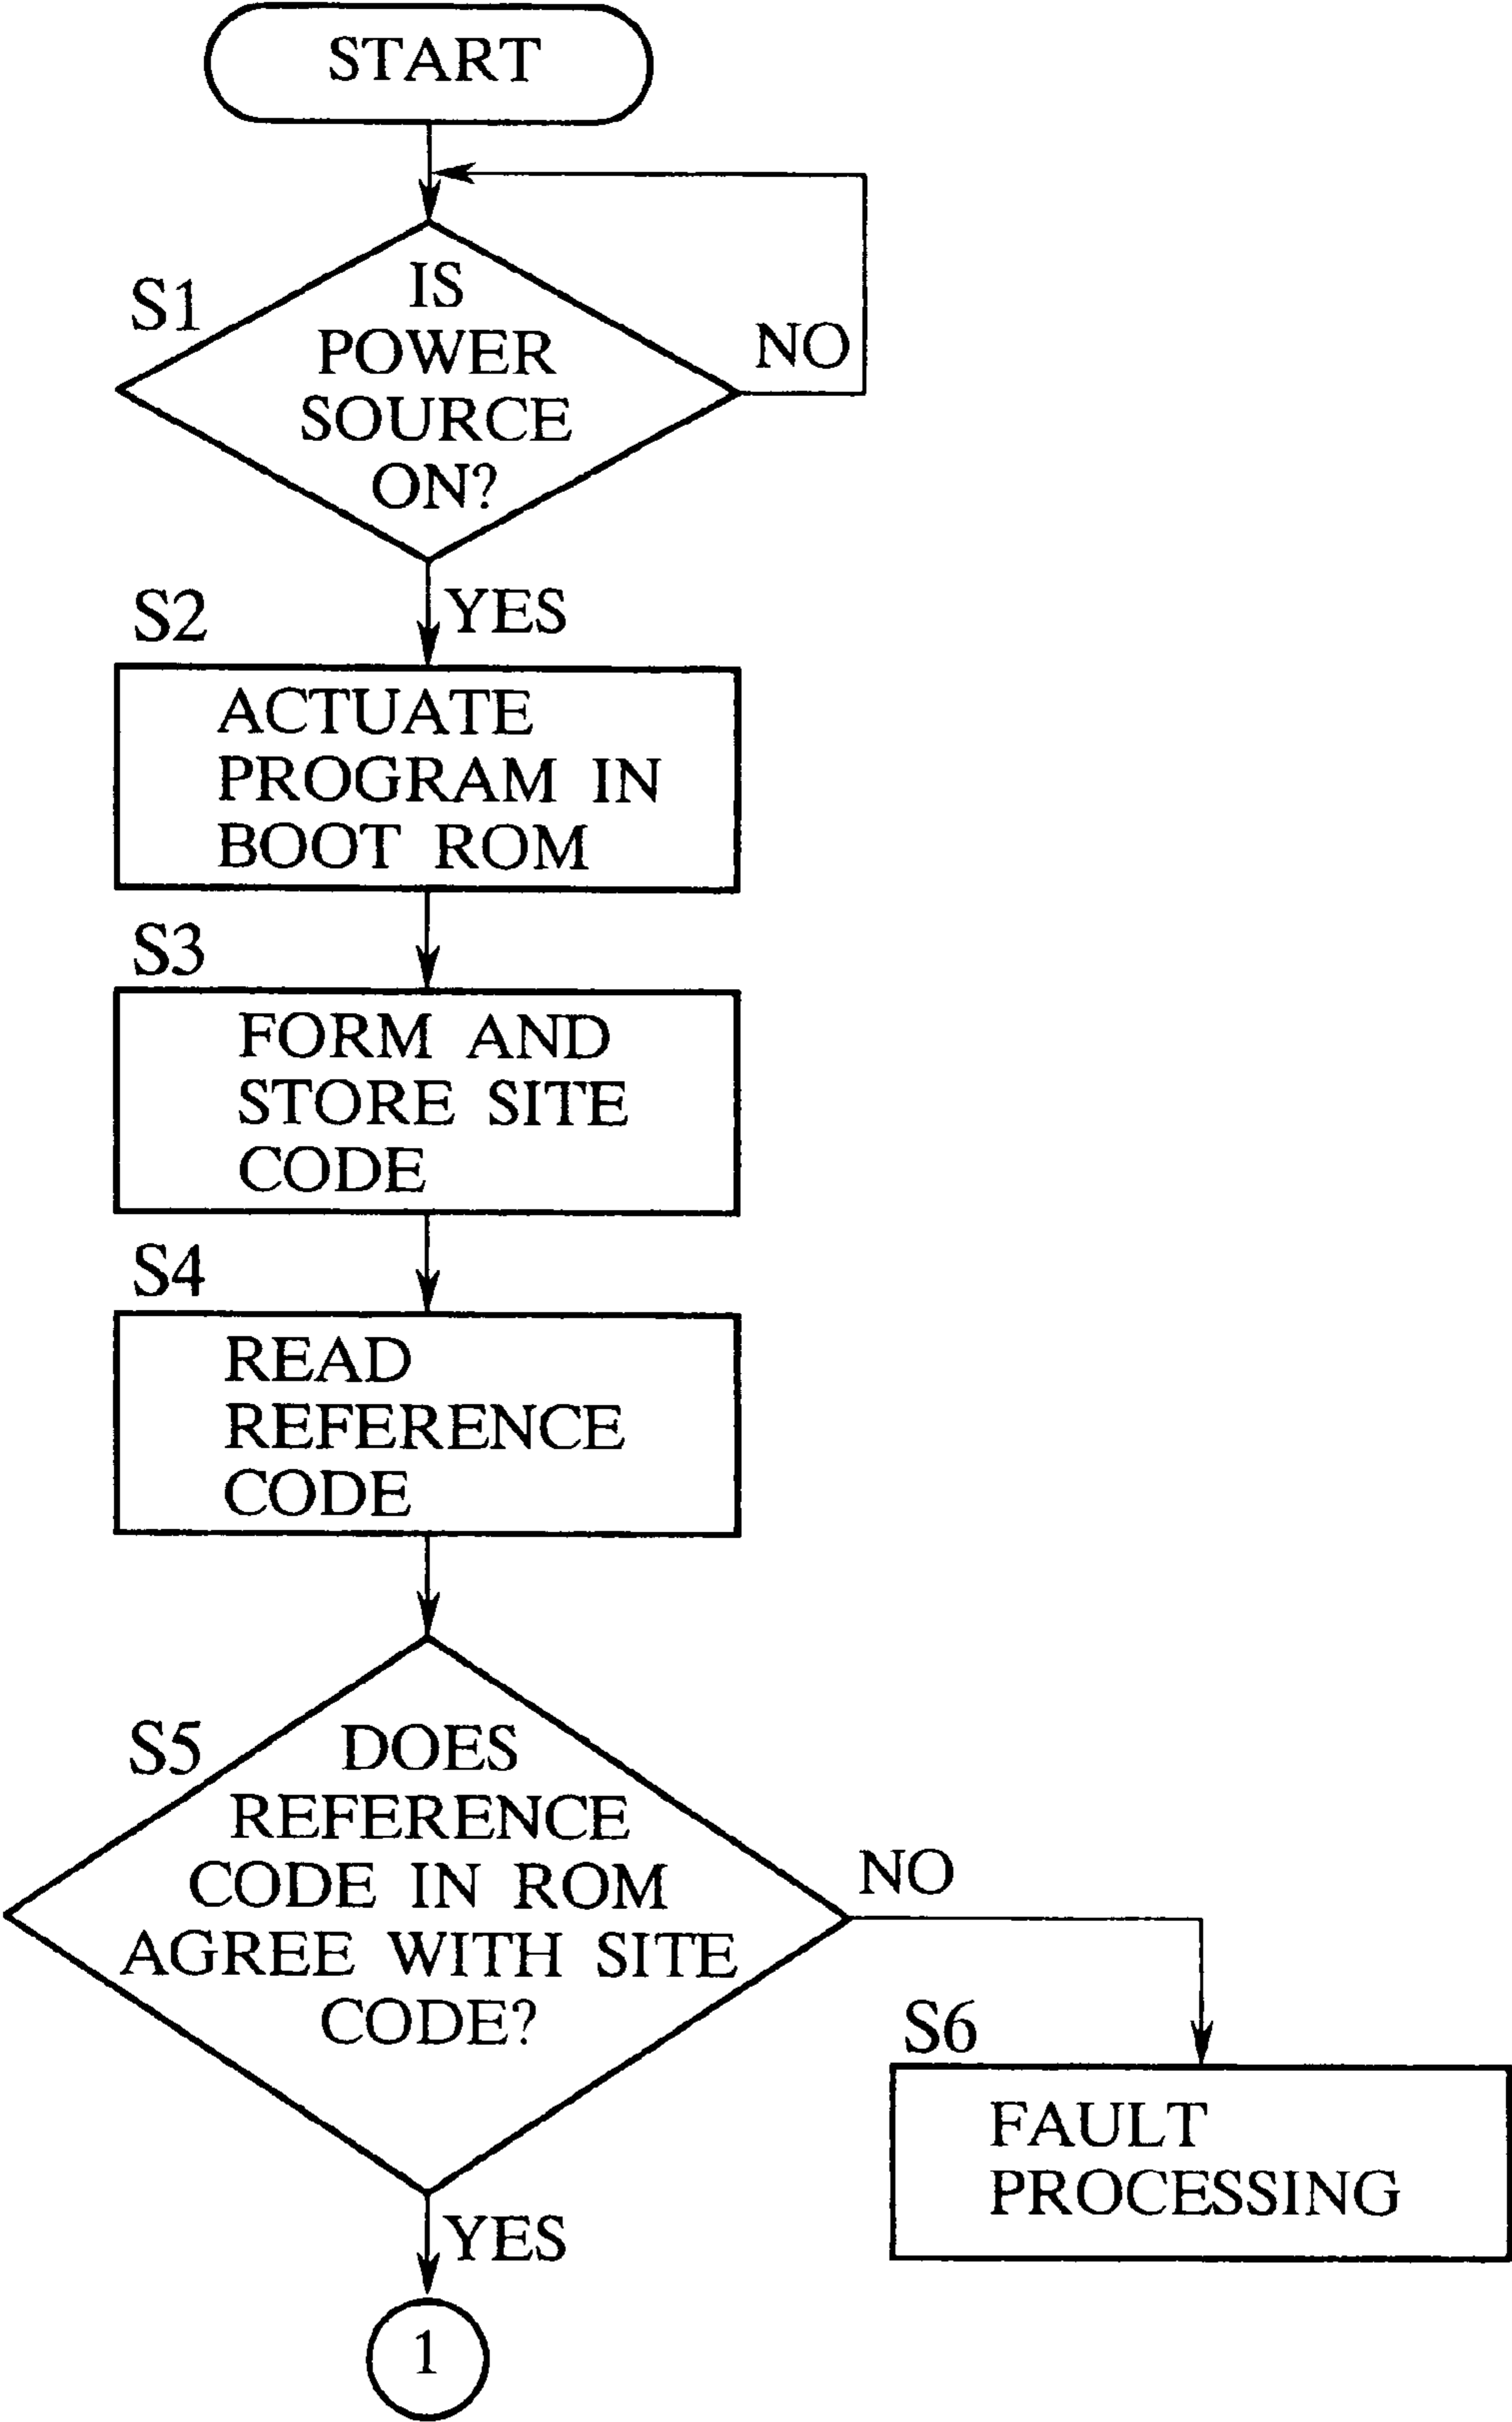 START
S1
IS
POWER
SOURCE
ON?
NO
S2
YES
ACTUATE
PROGRAM IN
BOOT ROM
S3
FORM AND
STORE SITE
CODE
S4
READ
REFERENCE
CODE
S5
DOES
REFERENCE
CODE IN ROM
AGREE WITH SITE
CODE?
NO
S6
FAULT
PROCESSING
YES
1